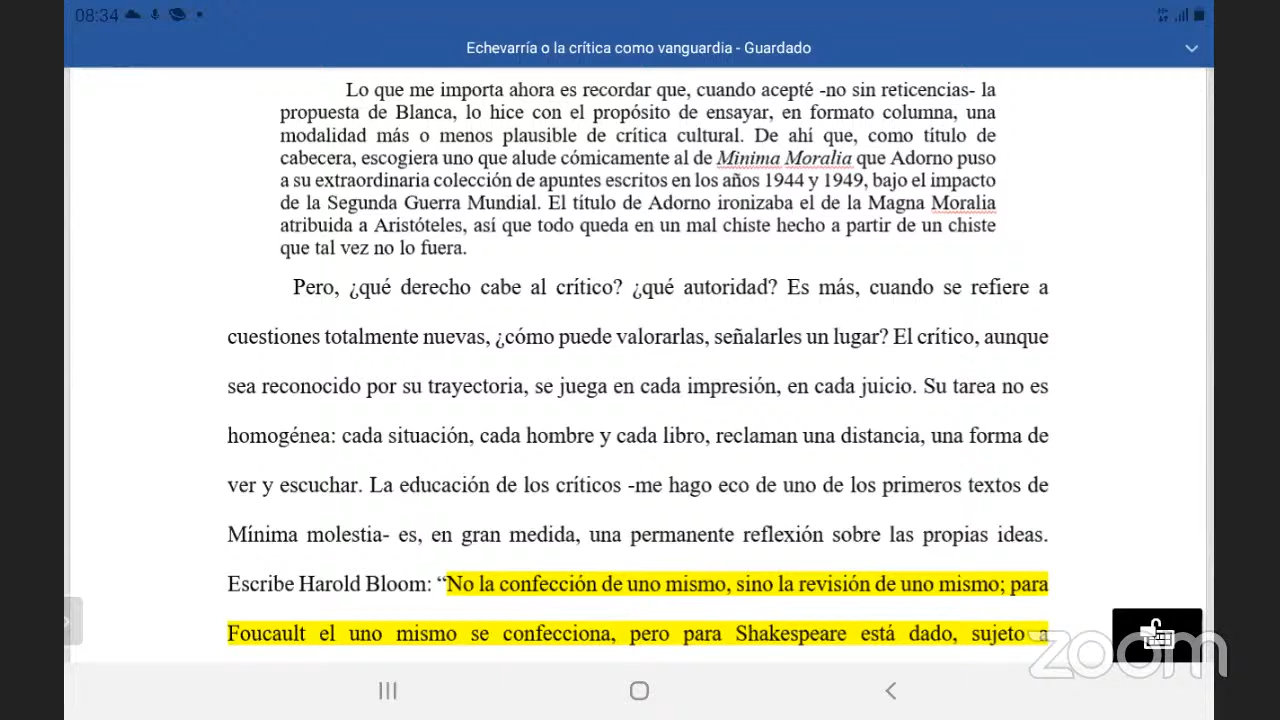 08:34
Echevarría o la crítica como vanguardia - Guardado
Lo que me importa ahora es recordar que, cuando acepté -no sin reticencias- la
propuesta de Blanca, lo hice con el propósito de ensayar, en formato columna, una
modalidad más o menos plausible de crítica cultural. De ahí que, como título de
cabecera, escogiera uno que alude cómicamente al de Minima Moralia que Adorno puso
a su extraordinaria colección de apuntes escritos en los años 1944 y 1949, bajo el impacto
de la Segunda Guerra Mundial. El título de Adorno ironizaba el de la Magna Moralia
atribuida a Aristóteles, así que todo queda en un mal chiste hecho a partir de un chiste
que tal vez no lo fuera.
Pero, ¿qué derecho cabe al crítico? ¿qué autoridad? Es más, cuando se refiere a
cuestiones totalmente nuevas, ¿cómo puede valorarlas, señalarles un lugar? El crítico, aunque
sea reconocido por su trayectoria, se juega en cada impresión, en cada juicio. Su tarea no es
homogénea: cada situación, cada hombre y cada libro, reclaman una distancia, una forma de
ver y escuchar. La educación de los críticos -me hago eco de uno de los primeros textos de
Mínima molestia- es, en gran medida, una permanente reflexión sobre las propias ideas.
Escribe Harold Bloom: “No la confección de uno mismo, sino la revisión de uno mismo; para
Foucault el uno mismo se confecciona, pero para Shakespeare está dado, sujeto a
zoom